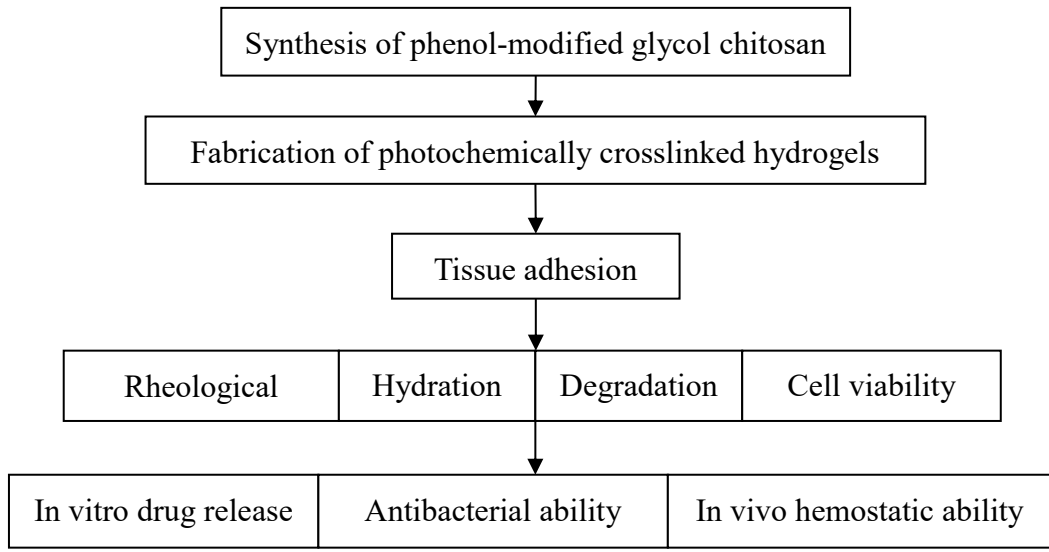 Synthesis of phenol-modified glycol chitosan
Fabrication of photochemically crosslinked hydrogels
Tissue adhesion
Rheological
Hydration
Degradation
Cell viability
In vitro drug release
Antibacterial ability
In vivo hemostatic ability